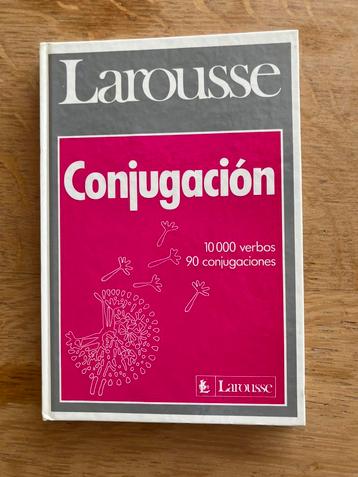 Larousse
Conjugación
10 000 verbos
90 conjugaciones
Larousse